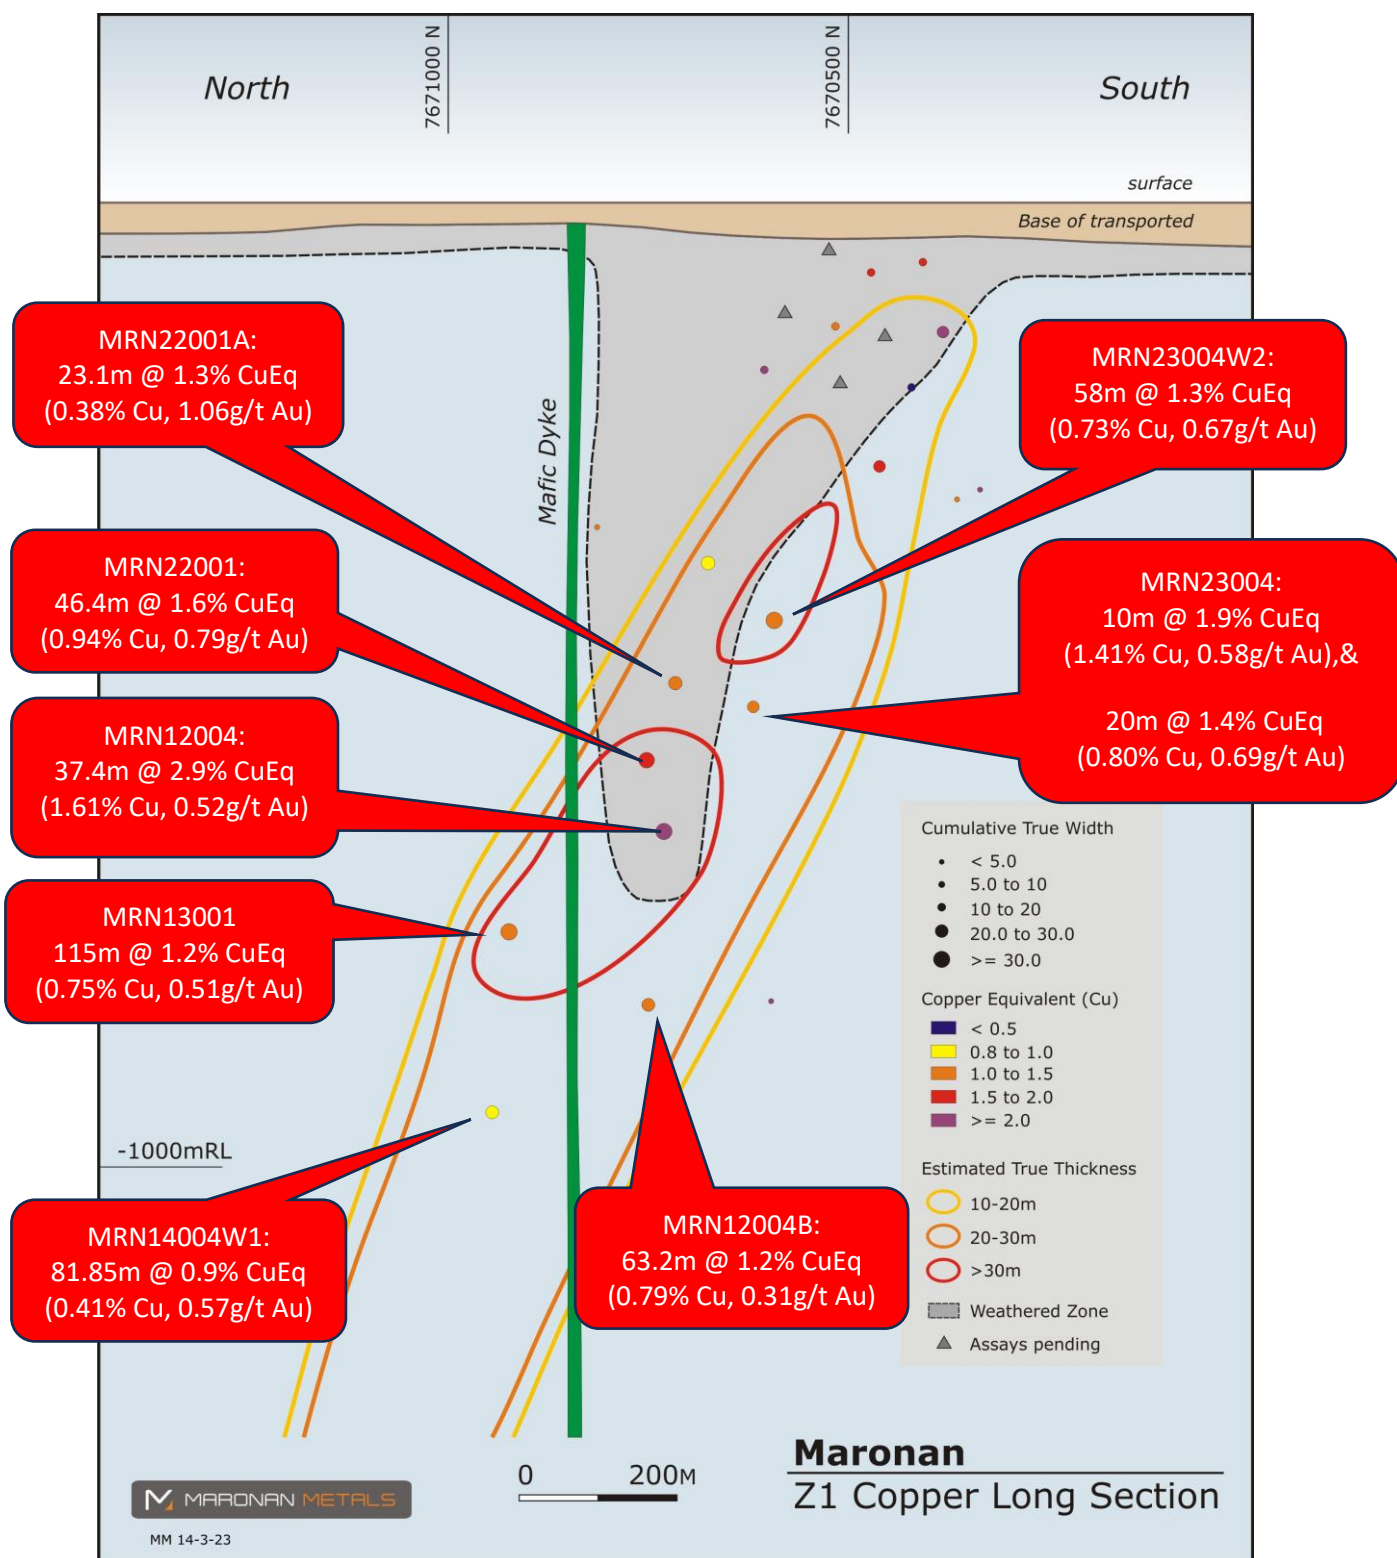 7671000 N
7670500 N
North
South
surface
Base of transported
MRN22001A:
23.1m @ 1.3% CuEq
(0.38% Cu, 1.06g/t Au)
MRN23004W2:
58m @ 1.3% CuEq
(0.73% Cu, 0.67g/t Au)
Mafic Dyke
MRN22001:
46.4m @ 1.6% CuEq
(0.94% Cu, 0.79g/t Au)
MRN23004:
10m @ 1.9% CuEq
(1.41% Cu, 0.58g/t Au),&
20m @ 1.4% CuEq
(0.80% Cu, 0.69g/t Au)
MRN12004:
37.4m @ 2.9% CuEq
(1.61% Cu, 0.52g/t Au)
MRN13001
115m @ 1.2% CuEq
(0.75% Cu, 0.51g/t Au)
Cumulative True Width
< 5.0
5.0 to 10
10 to 20
20.0 to 30.0
>= 30.0
Copper Equivalent (Cu)
< 0.5
0.8 to 1.0
1.0 to 1.5
1.5 to 2.0
>= 2.0
Estimated True Thickness
10-20m
20-30m
>30m
Weathered Zone
Assays pending
-1000mRL
MRN14004W1:
81.85m @ 0.9% CuEq
(0.41% Cu, 0.57g/t Au)
MRN12004B:
63.2m @ 1.2% CuEq
(0.79% Cu, 0.31g/t Au)
MARONAN METALS
MM 14-3-23
0 200M
Maronan
Z1 Copper Long Section